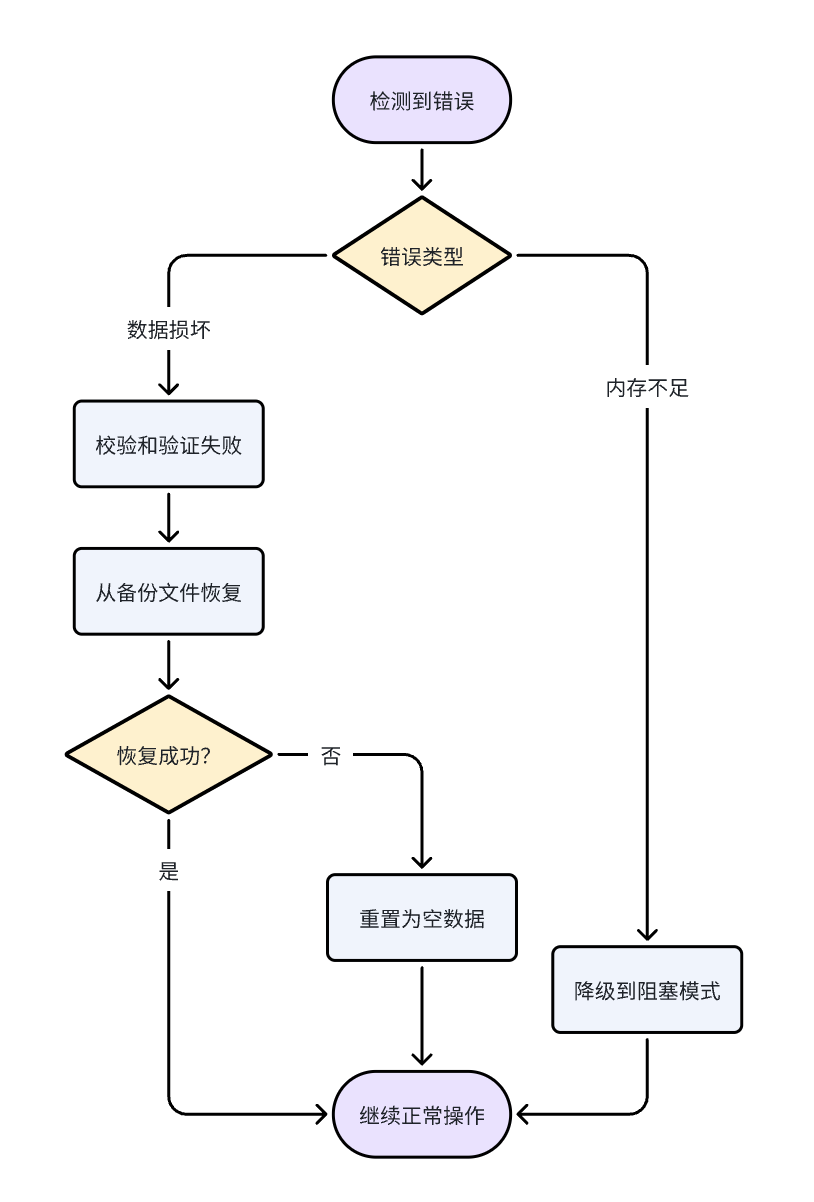 检测到错误
错误类型
数据损坏
内存不足
校验和验证失败
从备份文件恢复
恢复成功?
否
是
重置为空数据
降级到阻塞模式
继续正常操作